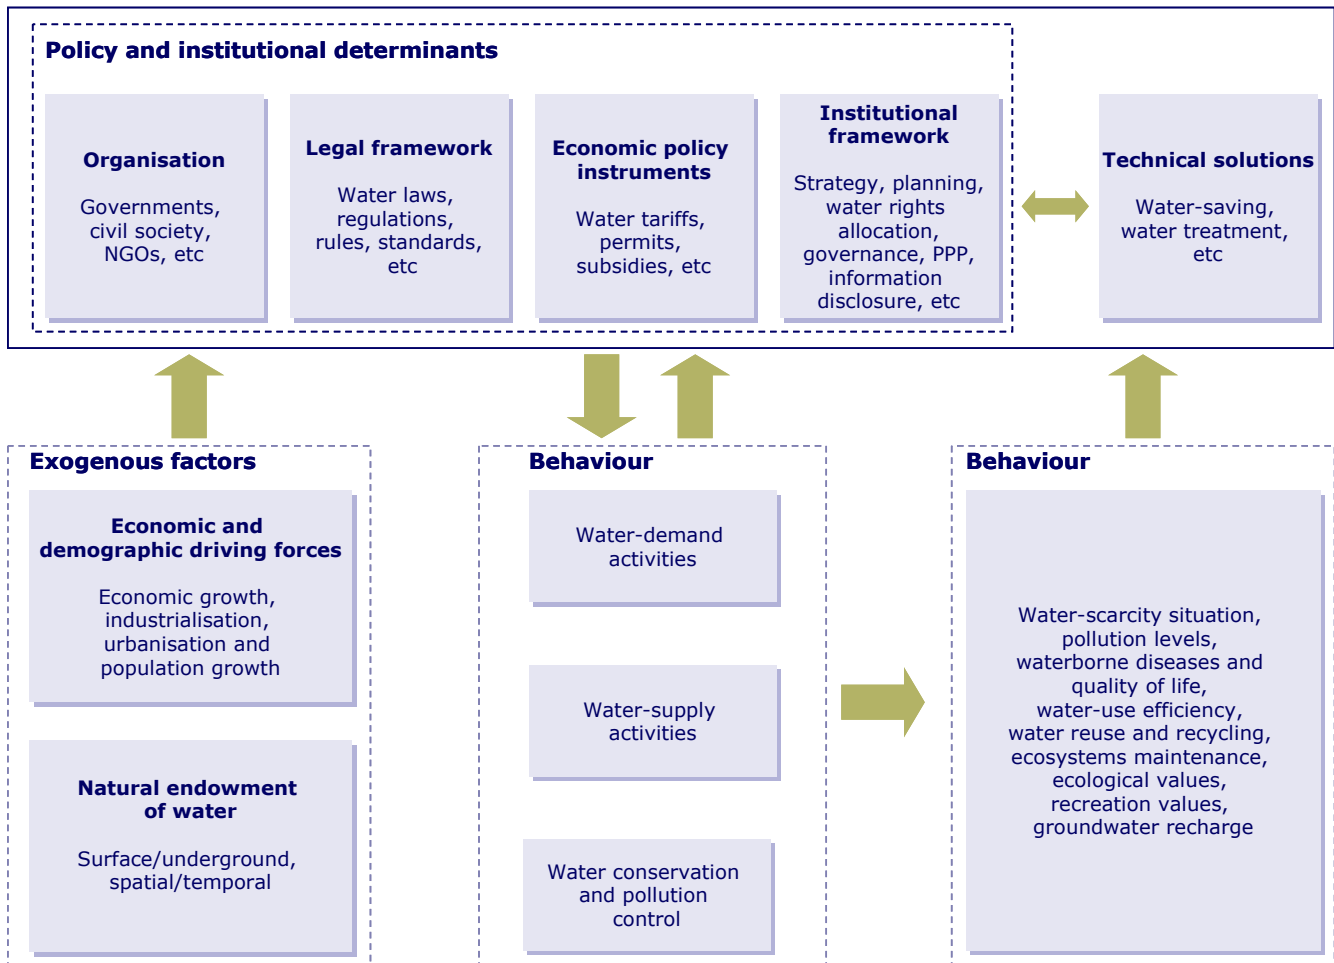 Policy and institutional determinants
Organisation
Governments,
civil society,
NGOs, etc
Legal framework
Water laws,
regulations,
rules, standards,
etc
Economic policy
instruments
Water tariffs,
permits,
subsidies, etc
Institutional
framework
Strategy, planning,
water rights
allocation,
governance, PPP,
information
disclosure, etc
Technical solutions
Water-saving,
water treatment,
etc
Exogenous factors
Economic and
demographic driving forces
Economic growth,
industrialisation,
urbanisation and
population growth
Natural endowment
of water
Surface/underground,
spatial/temporal
Behaviour
Water-demand
activities
Water-supply
activities
Water conservation
and pollution
control
Behaviour
Water-scarcity situation,
pollution levels,
waterborne diseases and
quality of life,
water-use efficiency,
water reuse and recycling,
ecosystems maintenance,
ecological values,
recreation values,
groundwater recharge